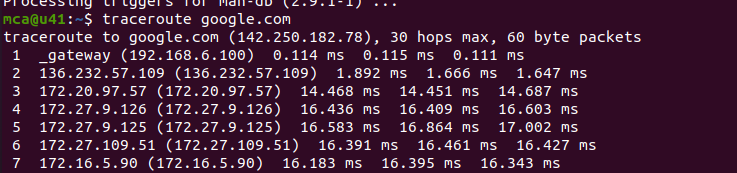 Processing triggers for man-db (2.9.1-1) ...
mca@u41:~$ traceroute google.com
traceroute to google.com (142.250.182.78), 30 hops max, 60 byte packets
1 _gateway (192.168.6.100) 0.114 ms 0.115 ms 0.111 ms
2 136.232.57.109 (136.232.57.109) 1.892 ms 1.666 ms 1.647 ms
3 172.20.97.57 (172.20.97.57) 14.468 ms 14.451 ms 14.687 ms
4 172.27.9.126 (172.27.9.126) 16.436 ms 16.409 ms 16.603 ms
5 172.27.9.125 (172.27.9.125) 16.583 ms 16.864 ms 17.002 ms
6 172.27.109.51 (172.27.109.51) 16.391 ms 16.461 ms 16.427 ms
7 172.16.5.90 (172.16.5.90) 16.183 ms 16.395 ms 16.343 ms